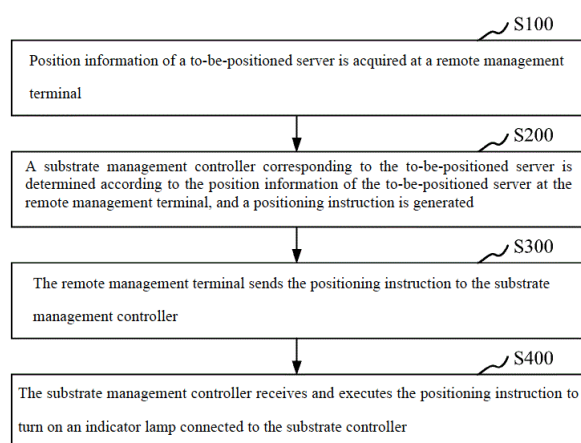 S100
Position information of a to-be-positioned server is acquired at a remote management
terminal
S200
A substrate management controller corresponding to the to-be-positioned server is
determined according to the position information of the to-be-positioned server at the
remote management terminal, and a positioning instruction is generated
S300
The remote management terminal sends the positioning instruction to the substrate
management controller
S400
The substrate management controller receives and executes the positioning instruction to
turn on an indicator lamp connected to the substrate controller